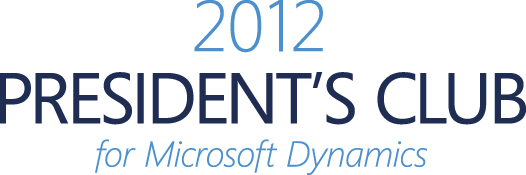 2012
PRESIDENT’S CLUB
for Microsoft Dynamics